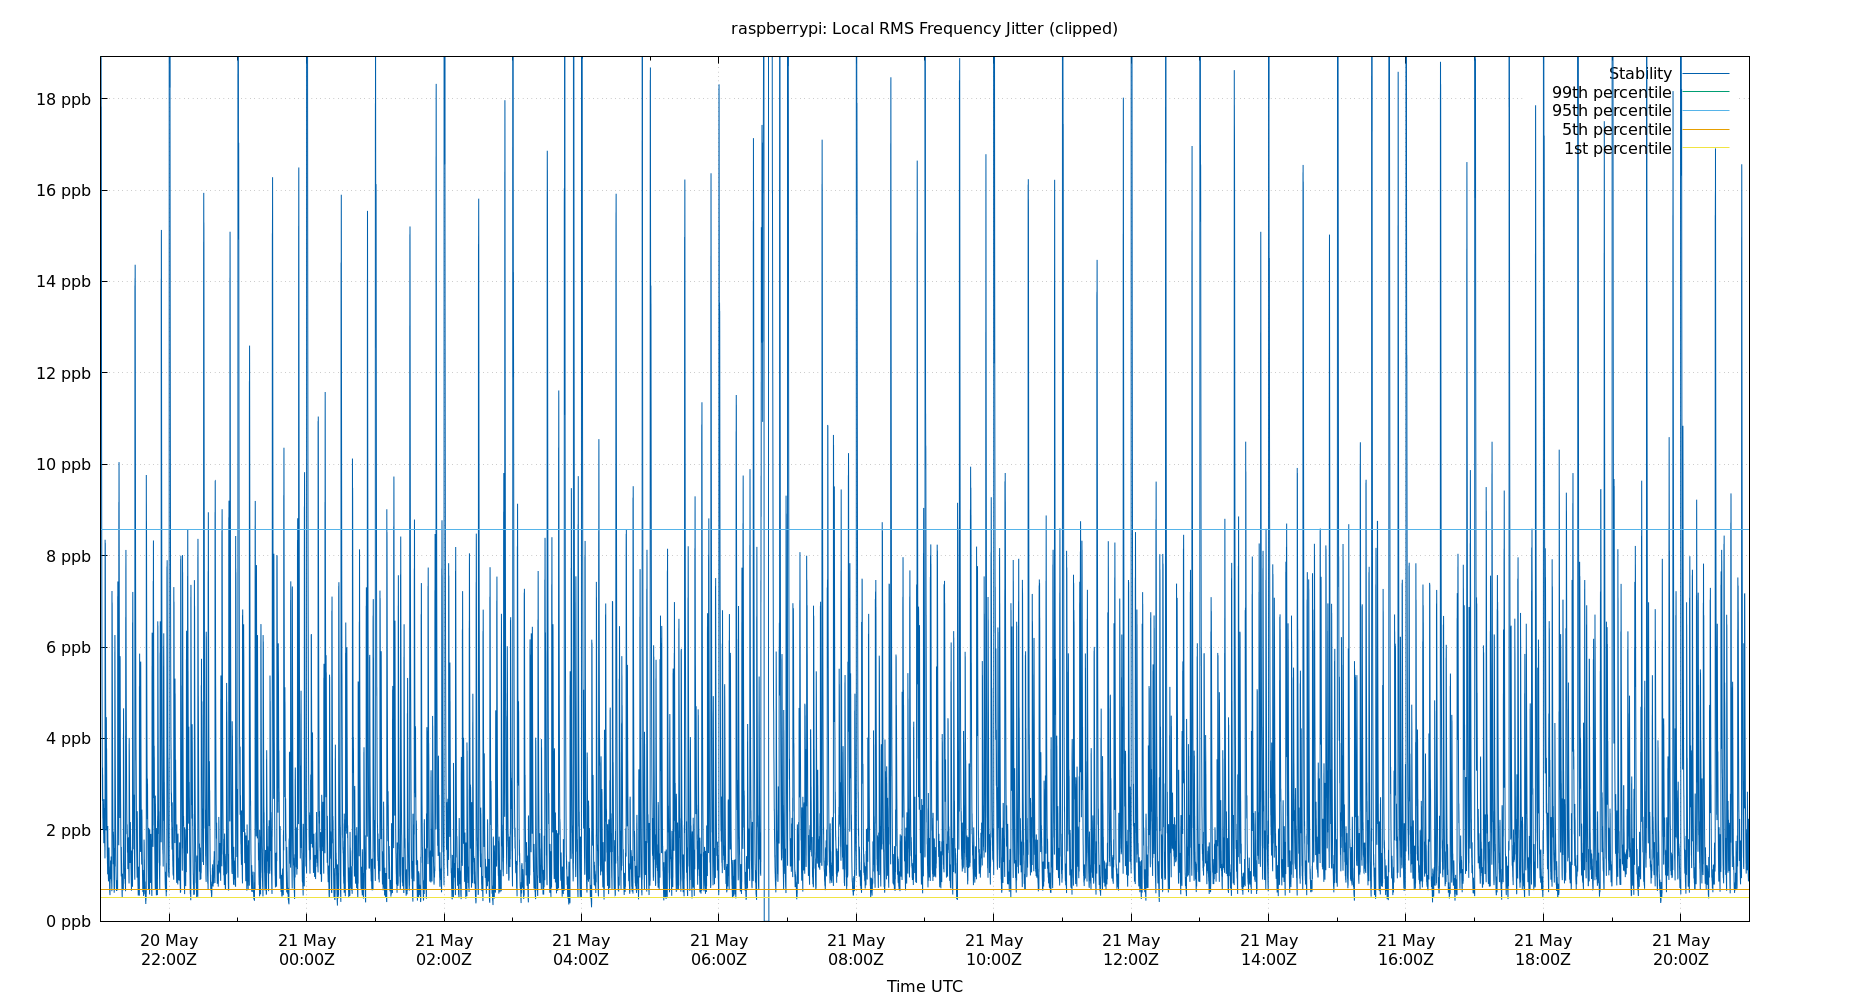 raspberrypi: Local RMS Frequency Jitter (clipped)
Stability
99th percentile
95th percentile
5th percentile
1st percentile
18 ppb
16 ppb
14 ppb
12 ppb
10 ppb
8 ppb
6 ppb
4 ppb
2 ppb
0 ppb
20 May 21 May 21 May 21 May 21 May 21 May 21 May 21 May 21 May 21 May 21 May 21 May
22:00Z 00:00Z 02:00Z 04:00Z 06:00Z 08:00Z 10:00Z 12:00Z 14:00Z 16:00Z 18:00Z 20:00Z
Time UTC